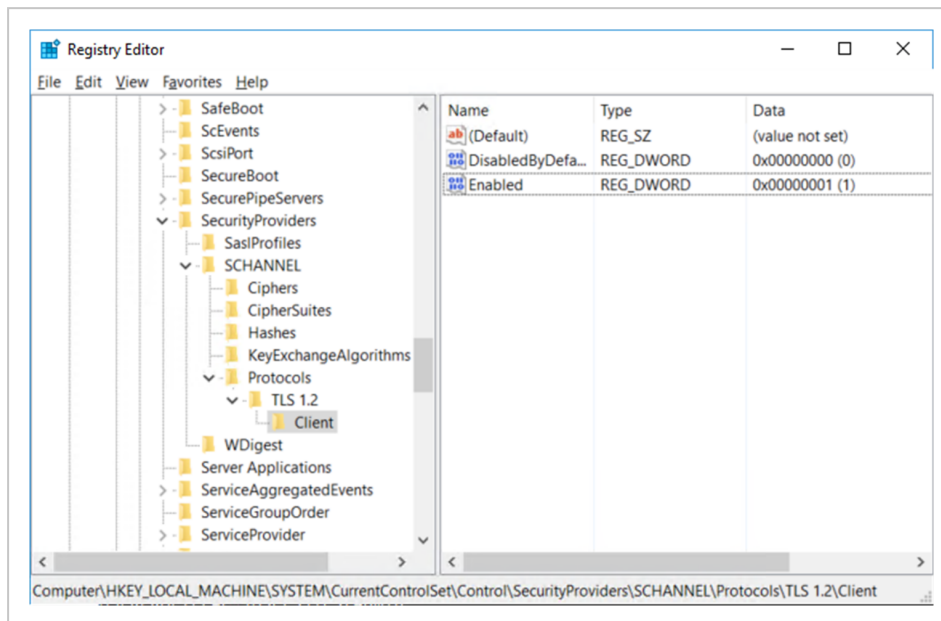 Registry Editor
File Edit View Favorites Help
SafeBoot
ScEvents
ScsiPort
SecureBoot
SecurePipeServers
SecurityProviders
SaslProfiles
SCHANNEL
Ciphers
CipherSuites
Hashes
KeyExchangeAlgorithms
Protocols
TLS 1.2
Client
WDigest
Server Applications
ServiceAggregatedEvents
ServiceGroupOrder
ServiceProvider
Name Type Data
ab (Default) REG_SZ (value not set)
DisabledByDefa... REG_DWORD 0x00000000 (0)
Enabled REG_DWORD 0x00000001 (1)
Computer\HKEY_LOCAL_MACHINE\SYSTEM\CurrentControlSet\Control\SecurityProviders\SCHANNEL\Protocols\TLS 1.2\Client